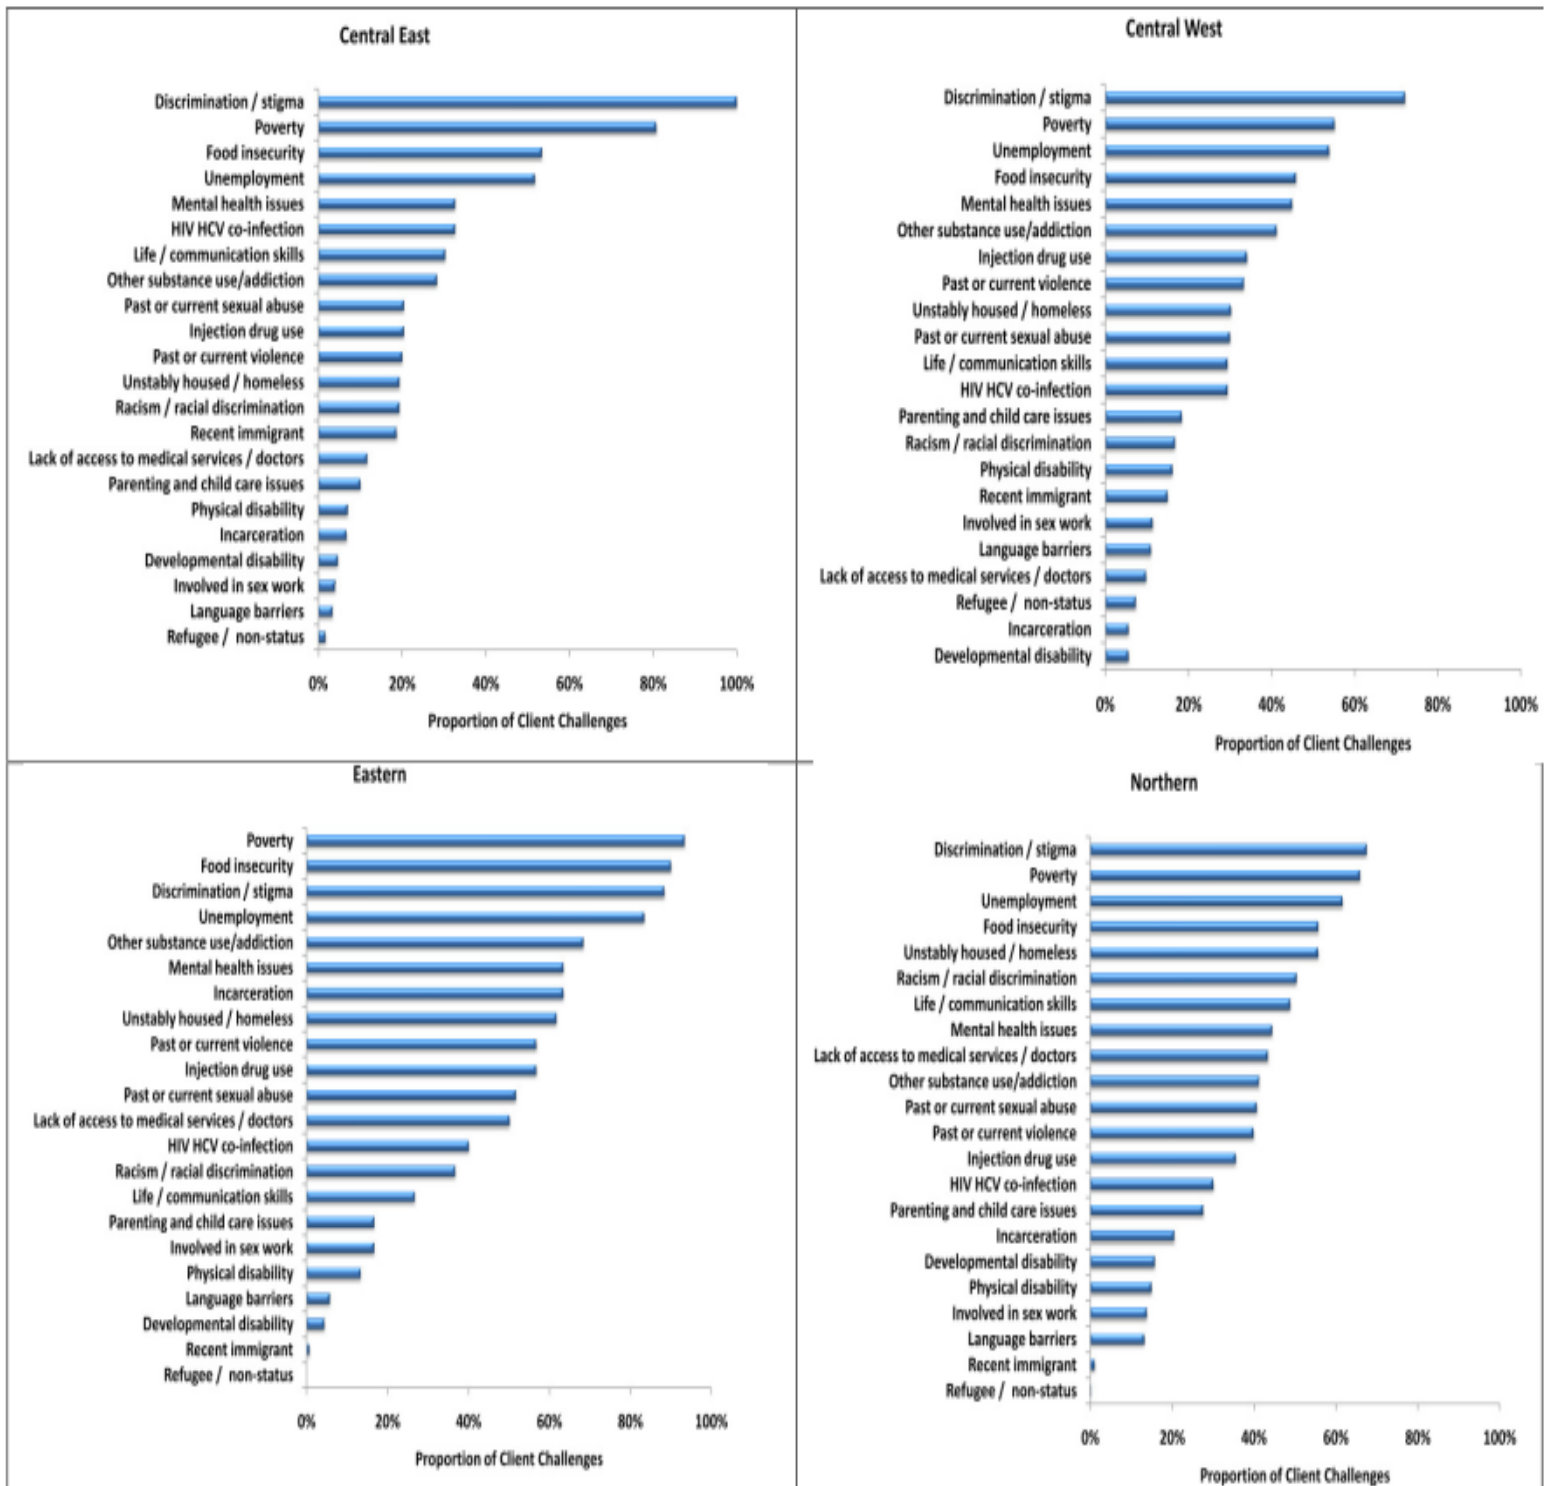 Central East
Discrimination / stigma
Poverty
Food insecurity
Unemployment
Mental health issues
HIV HCV co-infection
Life / communication skills
Other substance use/addiction
Past or current sexual abuse
Injection drug use
Past or current violence
Unstably housed / homeless
Racism / racial discrimination
Recent immigrant
Lack of access to medical services / doctors
Parenting and child care issues
Physical disability
Incarceration
Developmental disability
Involved in sex work
Language barriers
Refugee / non-status
0% 20% 40% 60% 80% 100%
Proportion of Client Challenges
Central West
Discrimination / stigma
Poverty
Unemployment
Food insecurity
Mental health issues
Other substance use/addiction
Injection drug use
Past or current violence
Unstably housed / homeless
Past or current sexual abuse
Life / communication skills
HIV HCV co-infection
Parenting and child care issues
Racism / racial discrimination
Physical disability
Recent immigrant
Involved in sex work
Language barriers
Lack of access to medical services / doctors
Refugee / non-status
Incarceration
Developmental disability
0% 20% 40% 60% 80% 100%
Proportion of Client Challenges
Eastern
Poverty
Food insecurity
Discrimination / stigma
Unemployment
Other substance use/addiction
Mental health issues
Incarceration
Unstably housed / homeless
Past or current violence
Injection drug use
Past or current sexual abuse
Lack of access to medical services / doctors
HIV HCV co-infection
Racism / racial discrimination
Life / communication skills
Parenting and child care issues
Involved in sex work
Physical disability
Language barriers
Developmental disability
Recent immigrant
Refugee / non-status
0% 20% 40% 60% 80% 100%
Proportion of Client Challenges
Northern
Discrimination / stigma
Poverty
Unemployment
Food insecurity
Unstably housed / homeless
Racism / racial discrimination
Life / communication skills
Mental health issues
Lack of access to medical services / doctors
Other substance use/addiction
Past or current sexual abuse
Past or current violence
Injection drug use
HIV HCV co-infection
Parenting and child care issues
Incarceration
Developmental disability
Physical disability
Involved in sex work
Language barriers
Recent immigrant
Refugee / non-status
0% 20% 40% 60% 80% 100%
Proportion of Client Challenges